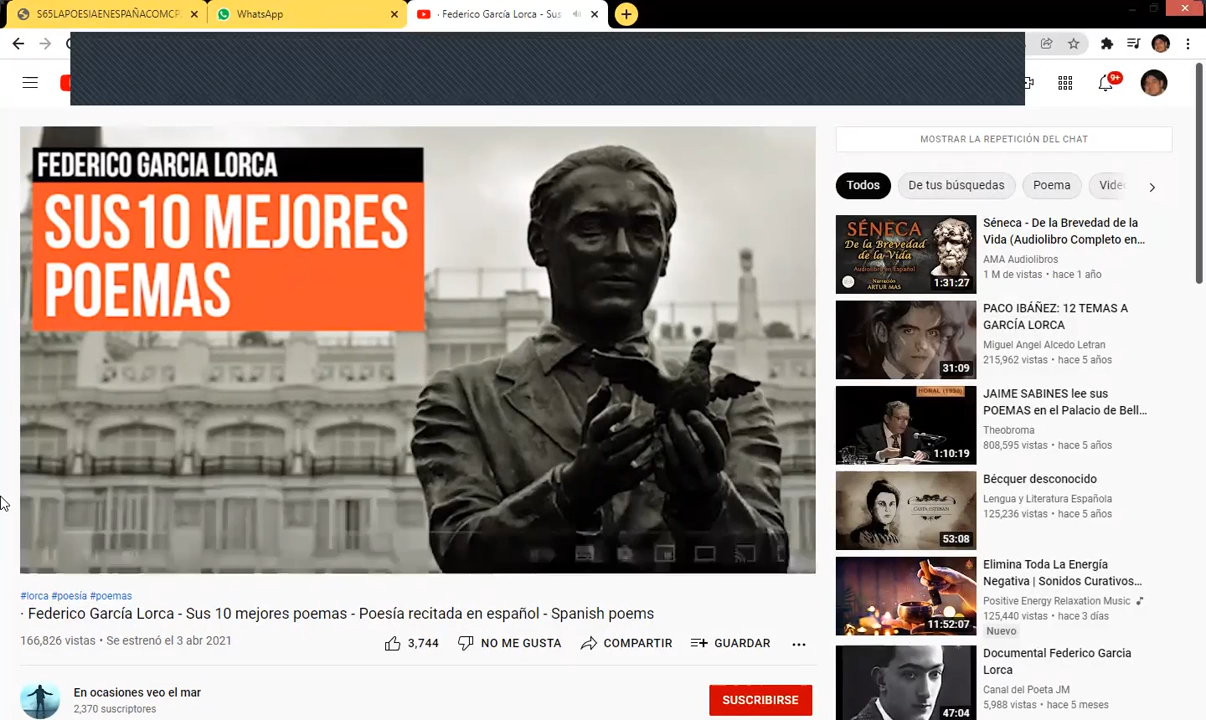 S65LAPOESIAENESPAÑACOMCP
WhatsApp
· Federico García Lorca - Sus
9+
FEDERICO GARCIA LORCA
SUS 10 MEJORES
POEMAS
#lorca #poesía #poemas
· Federico García Lorca - Sus 10 mejores poemas - Poesía recitada en español - Spanish poems
166,826 vistas • Se estrenó el 3 abr 2021
3,744
NO ME GUSTA
COMPARTIR
GUARDAR
En ocasiones veo el mar
2,370 suscriptores
SUSCRIBIRSE
MOSTRAR LA REPETICIÓN DEL CHAT
Todos
De tus búsquedas
Poema
SÉNECA
De la Brevedad
de la Vida
Audiolibro en Español
Narración
ARTUR MAS
1:31:27
Séneca - De la Brevedad de la
Vida (Audiolibro Completo en...
AMA Audiolibros
1 M de vistas • hace 1 año
31:09
PACO IBÁÑEZ: 12 TEMAS A
GARCÍA LORCA
Miguel Angel Alcedo Letran
215,962 vistas • hace 5 años
HORAL (1950)
1:10:19
JAIME SABINES lee sus
POEMAS en el Palacio de Bell...
Theobroma
808,595 vistas • hace 5 años
53:08
Bécquer desconocido
Lengua y Literatura Española
125,236 vistas • hace 5 años
11:52:07
Elimina Toda La Energía
Negativa | Sonidos Curativos...
Positive Energy Relaxation Music
125,440 vistas • hace 3 días
Nuevo
47:04
Documental Federico Garcia
Lorca
Canal del Poeta JM
5,988 vistas • hace 5 meses